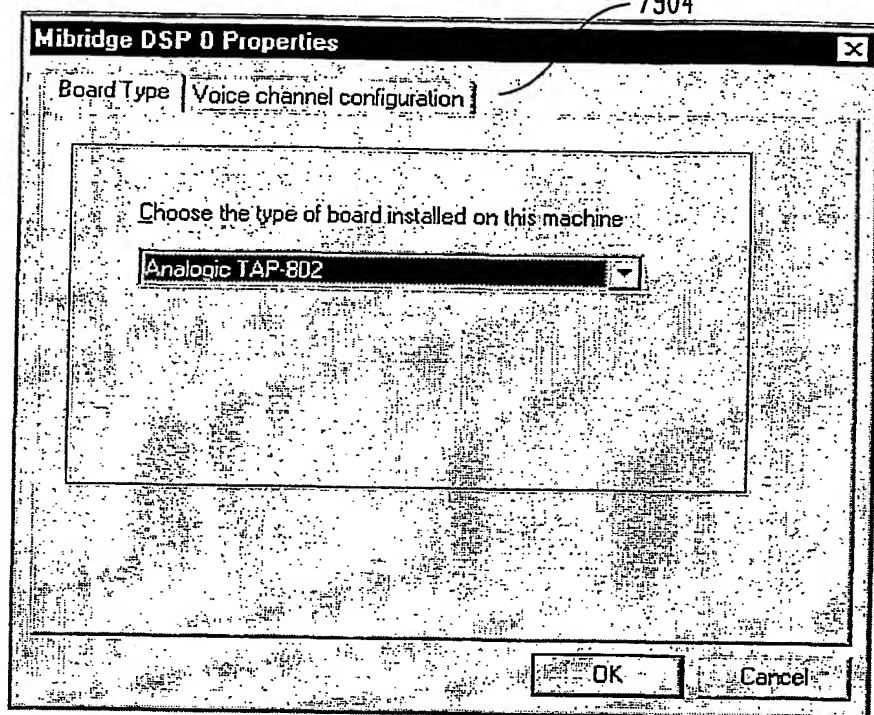 7904
Mibridge DSP 0 Properties
Board Type
Voice channel configuration
Choose the type of board installed on this machine
Analogic TAP-802
OK
Cancel